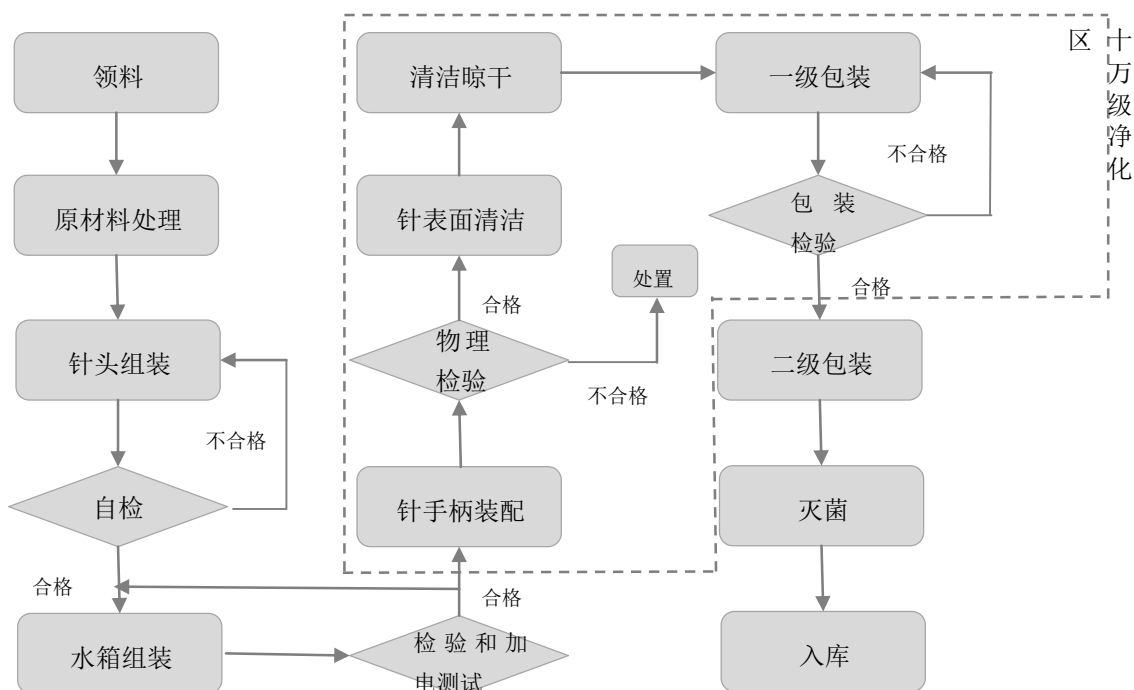 领料
原材料处理
针头组装
不合格
自检
合格
水箱组装
检验和加
电测试
合格
针手柄装配
物理
检验
合格
不合格
处置
针表面清洁
清洁晾干
一级包装
不合格
包装
检验
合格
二级包装
灭菌
入库
十万级净化
区